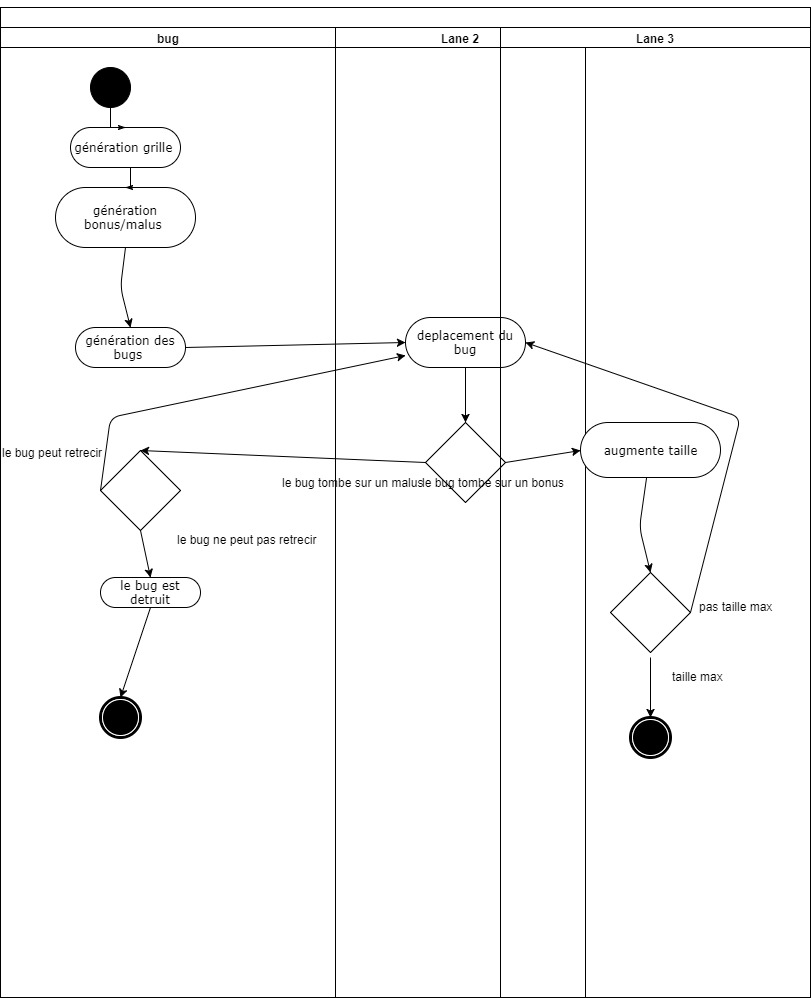 bug
Lane 2
Lane 3
génération grille
génération
bonus/malus
génération des
bugs
deplacement du
bug
le bug peut retrecir
augmente taille
le bug tombe sur un malus
le bug tombe sur un bonus
le bug ne peut pas retrecir
le bug est
detruit
pas taille max
taille max